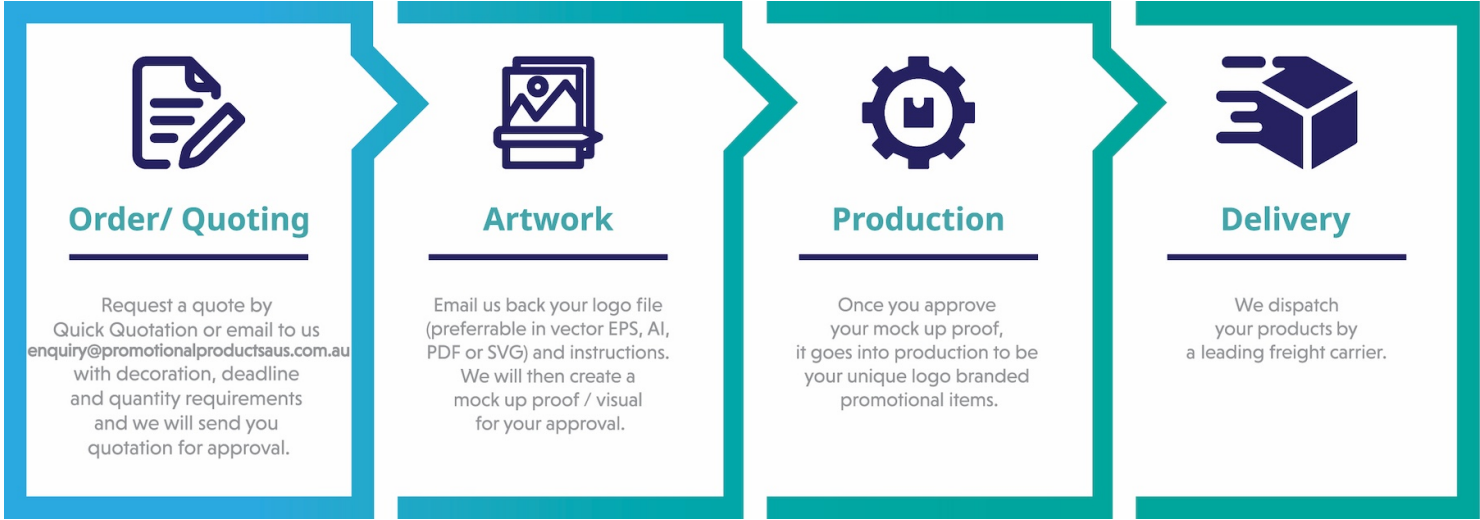 Order/ Quoting
Request a quote by
Quick Quotation or email to us
enquiry@promotionalproductsaus.com.au
with decoration, deadline
and quantity requirements
and we will send you
quotation for approval.
Artwork
Email us back your logo file
(preferrable in vector EPS, AI,
PDF or SVG) and instructions.
We will then create a
mock up proof / visual
for your approval.
Production
Once you approve
your mock up proof,
it goes into production to be
your unique logo branded
promotional items.
Delivery
We dispatch
your products by
a leading freight carrier.